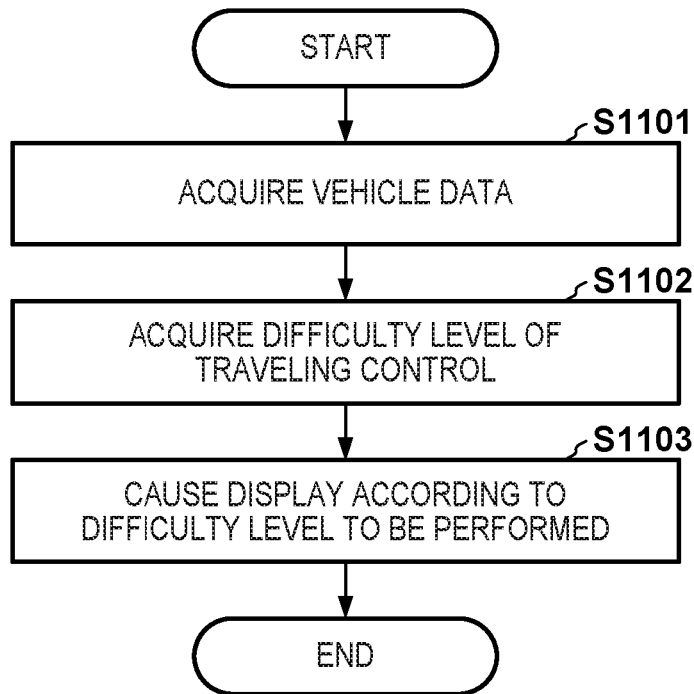 START
S1101
ACQUIRE VEHICLE DATA
S1102
ACQUIRE DIFFICULTY LEVEL OF
TRAVELING CONTROL
S1103
CAUSE DISPLAY ACCORDING TO
DIFFICULTY LEVEL TO BE PERFORMED
END